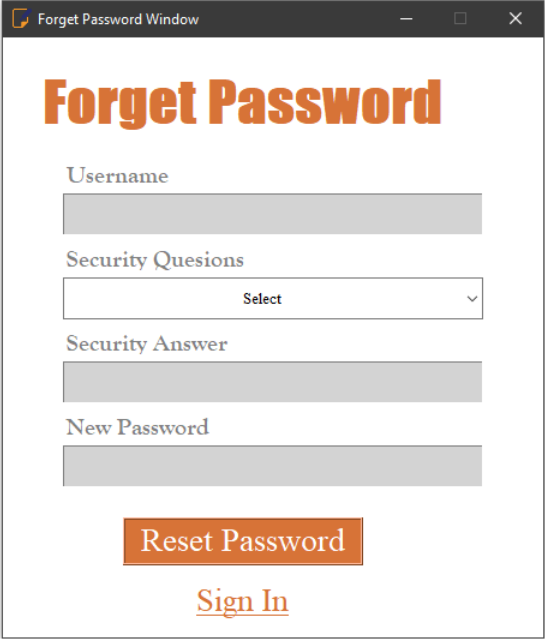 Forget Password Window
Forget Password
Username
Security Quesions
Select
Security Answer
New Password
Reset Password
Sign In